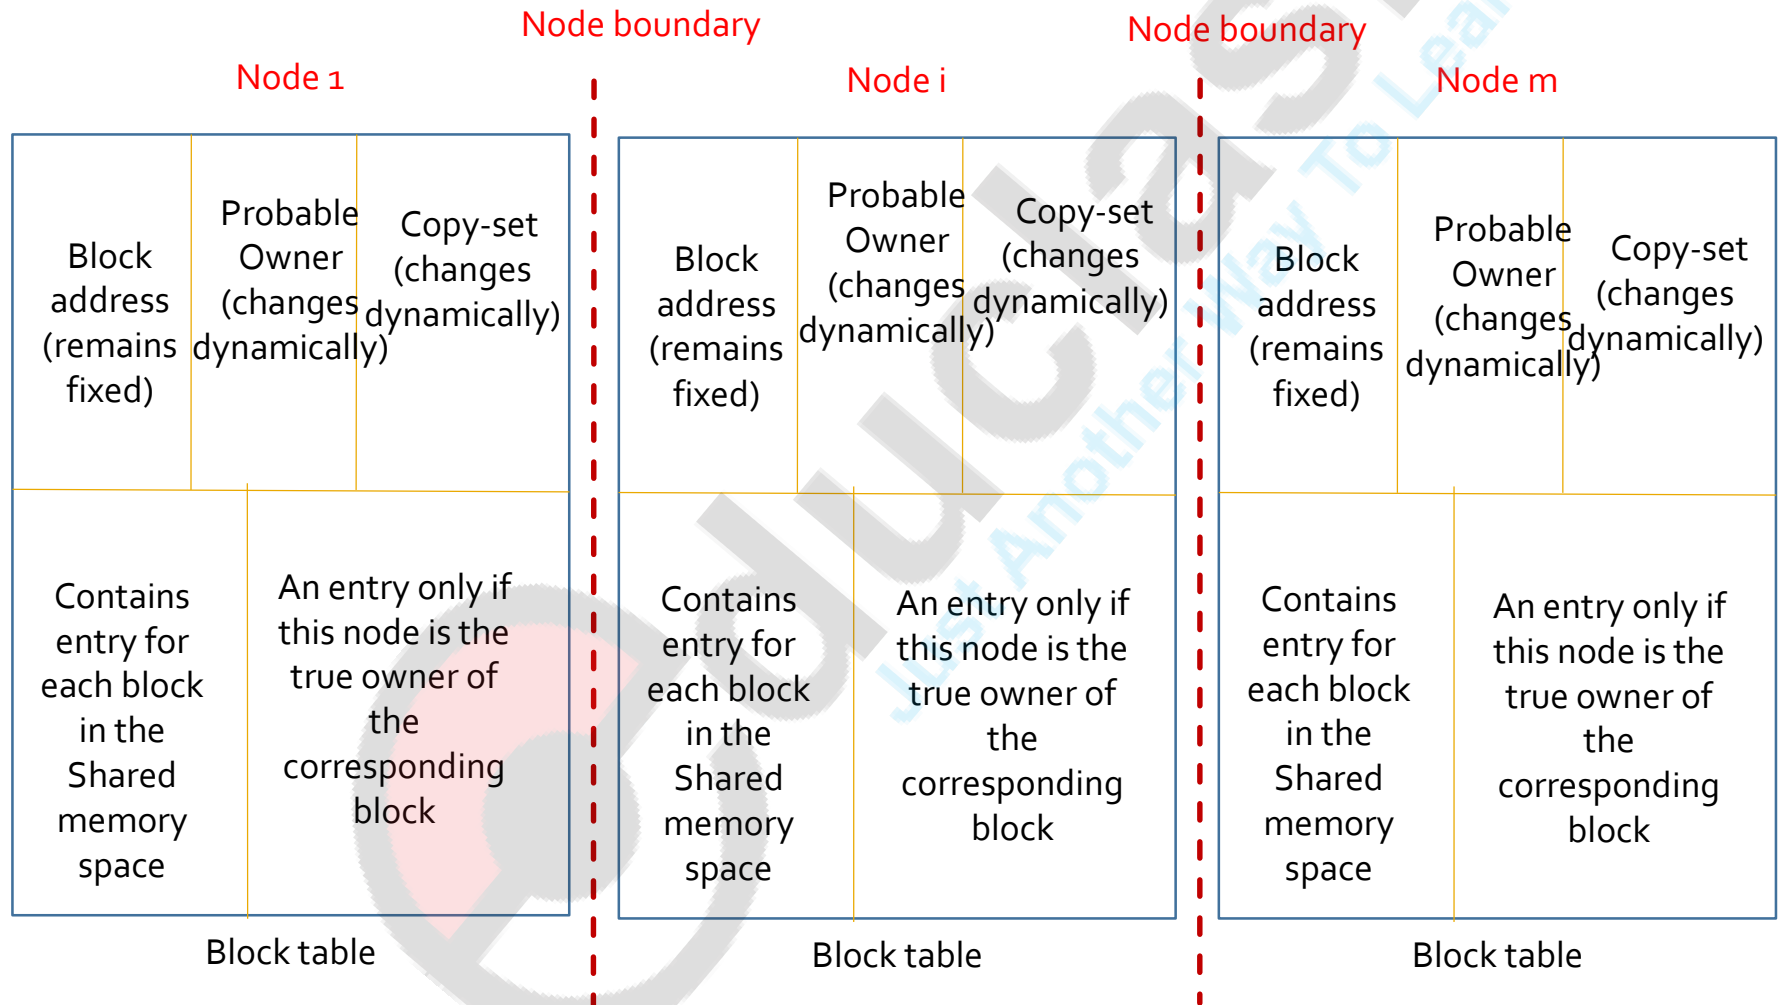 Node boundary
Node boundary
Node 1
Node i
Node m
Block
address
(remains
fixed)
Probable
Owner
(changes
dynamically)
Copy-set
(changes
dynamically)
Contains
entry for
each block
in the
Shared
memory
space
An entry only if
this node is the
true owner of
the
corresponding
block
Block table
Block
address
(remains
fixed)
Probable
Owner
(changes
dynamically)
Copy-set
(changes
dynamically)
Contains
entry for
each block
in the
Shared
memory
space
An entry only if
this node is the
true owner of
the
corresponding
block
Block table
Block
address
(remains
fixed)
Probable
Owner
(changes
dynamically)
Copy-set
(changes
dynamically)
Contains
entry for
each block
in the
Shared
memory
space
An entry only if
this node is the
true owner of
the
corresponding
block
Block table
Just Another Way To